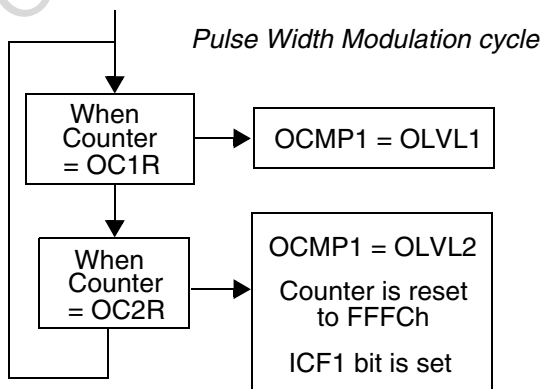 Pulse Width Modulation cycle
When
Counter
= OC1R
OCMP1 = OLVL1
When
Counter
= OC2R
OCMP1 = OLVL2
Counter is reset
to FFFCh
ICF1 bit is set